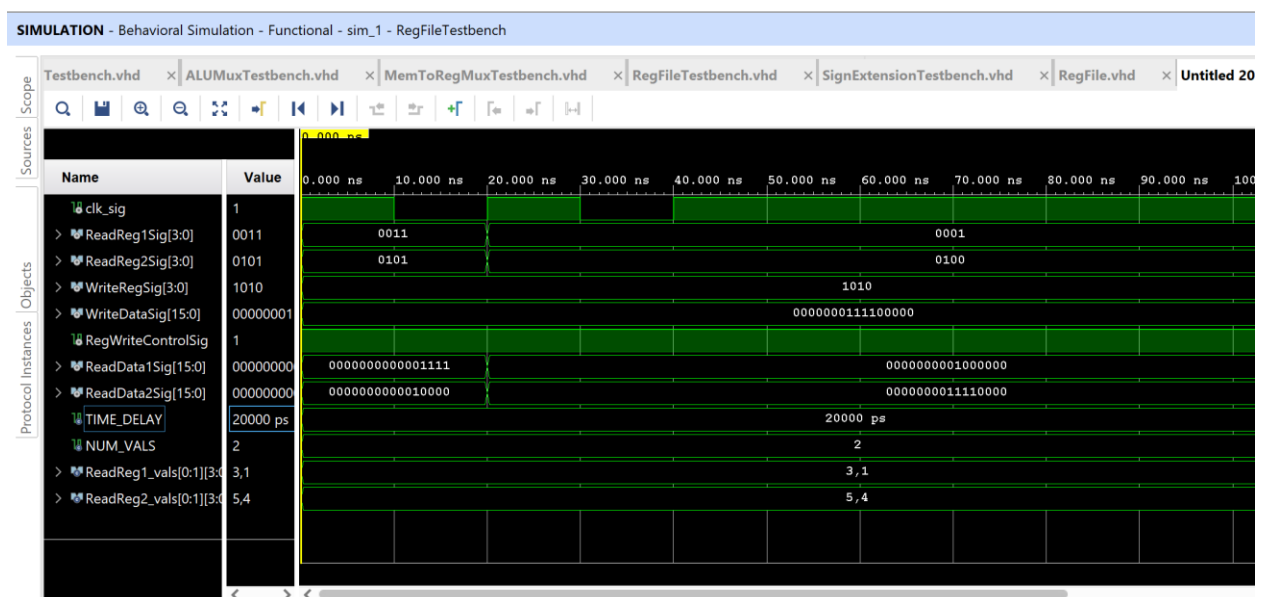 SIMULATION - Behavioral Simulation - Functional - sim_1 - RegFileTestbench
Testbench.vhd × ALUMuxTestbench.vhd × MemToRegMuxTestbench.vhd × RegFileTestbench.vhd × SignExtensionTestbench.vhd × RegFile.vhd × Untitled 20
Scope
Sources
Objects
Protocol Instances
0.000 ns
Name Value 0.000 ns 10.000 ns 20.000 ns 30.000 ns 40.000 ns 50.000 ns 60.000 ns 70.000 ns 80.000 ns 90.000 ns 100
clk_sig 1
ReadReg1Sig[3:0] 0011 0011 0001
ReadReg2Sig[3:0] 0101 0101 0100
WriteRegSig[3:0] 1010 1010
WriteDataSig[15:0] 00000001 0000000111100000
RegWriteControlSig 1
ReadData1Sig[15:0] 00000000 0000000000001111 0000000001000000
ReadData2Sig[15:0] 00000000 0000000000010000 0000000011110000
TIME_DELAY 20000 ps 20000 ps
NUM_VALS 2 2
ReadReg1_vals[0:1][3:0 3,1 3,1
ReadReg2_vals[0:1][3:0 5,4 5,4